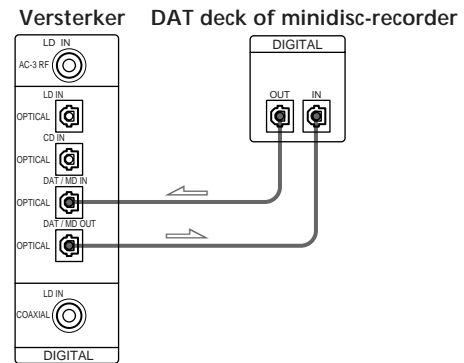 Versterker
LD IN
AC-3 RF
LD IN
OPTICAL
CD IN
OPTICAL
DAT / MD IN
OPTICAL
DAT / MD OUT
OPTICAL
LD IN
COAXIAL
DIGITAL
DAT deck of minidisc-recorder
DIGITAL
OUT IN